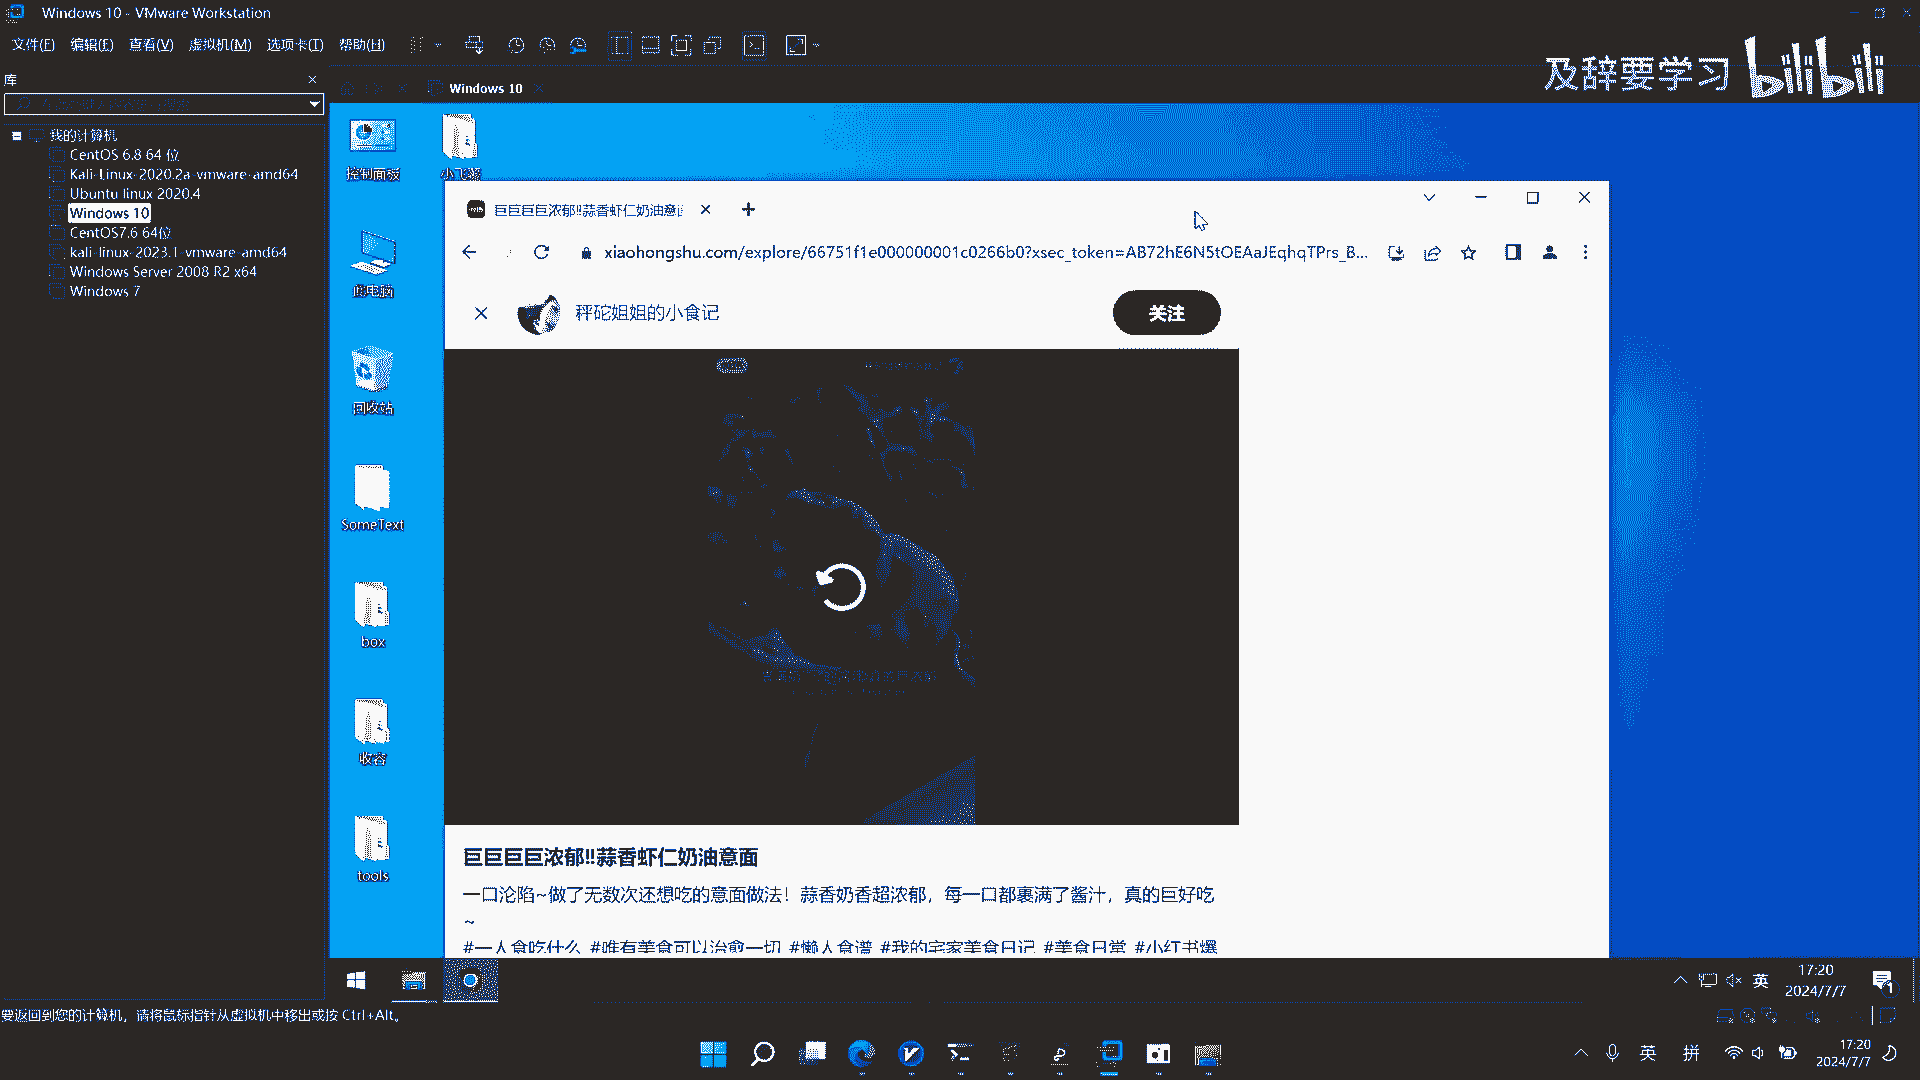 Windows 10 - VMware Workstation
文件(F) 编辑(E) 查看(V) 虚拟机(M) 选项卡(T) 帮助(H)
及辞要学习 bilibili
库
Windows 10
我的计算机
CentOS 6.8 64 位
Kali-Linux-2020.2a-vmware-amd64
Ubuntu linux 2020.4
Windows 10
CentOS7.6 64位
kali-linux-2023.1-vmware-amd64
Windows Server 2008 R2 x64
Windows 7
控制面板
此电脑
回收站
SomeText
box
收容
tools
巨巨巨巨浓郁!!蒜香虾仁奶油意
xiaohongshu.com/explore/66751f1e000000001c0266b0?xsec_token=AB72hE6N5tOEAaJEqhqTPrs_B...
秤砣姐姐的小食记
关注
巨巨巨巨浓郁!!蒜香虾仁奶油意面
一口沦陷~做了无数次还想吃的意面做法！蒜香奶香超浓郁，每一口都裹满了酱汁，真的巨好吃
~
#一人食吃什么 #唯有美食可以治愈一切 #懒人食谱 #我的宅家美食日记 #美食日常 #小红书爆
英
17:20
2024/7/7
1
要返回到您的计算机，请将鼠标指针从虚拟机中移出或按 Ctrl+Alt。
英 拼
17:20
2024/7/7